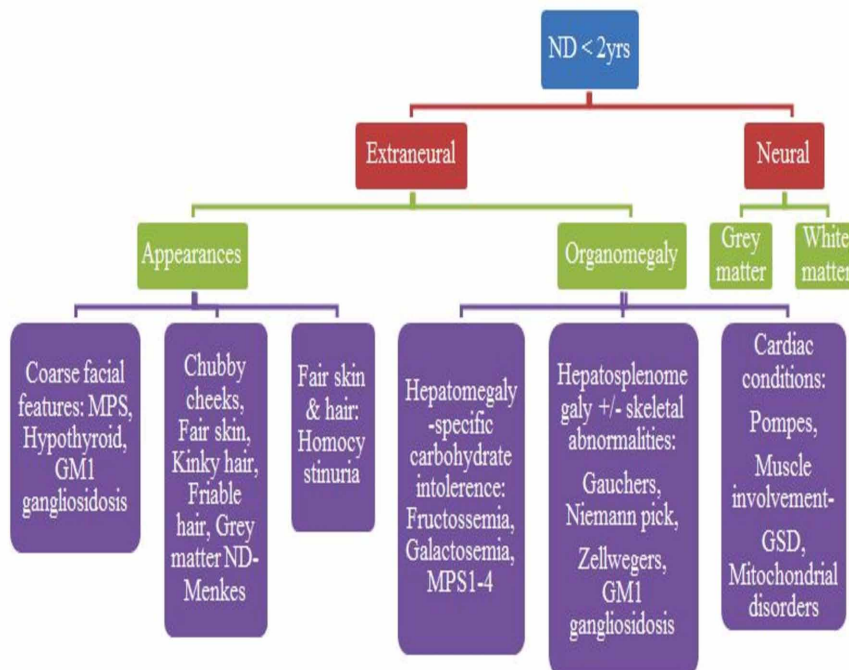 ND < 2yrs
Extraneural
Neural
Appearances
Organomegaly
Grey
matter
White
matter
Coarse facial
features: MPS,
Hypothyroid,
GM1
gangliosidosis
Chubby
cheeks,
Fair skin,
Kinky hair,
Friable
hair, Grey
matter ND-
Menkes
Fair skin
& hair:
Homocy
stinuria
Hepatomegaly
-specific
carbohydrate
intolerence:
Fructossemia,
Galactosemia,
MPS1-4
Hepatosplenome
galy +/- skeletal
abnormalities:
Gauchers,
Niemann pick,
Zellwegers,
GM1
gangliosidosis
Cardiac
conditions:
Pompes,
Muscle
involvement-
GSD,
Mitochondrial
disorders